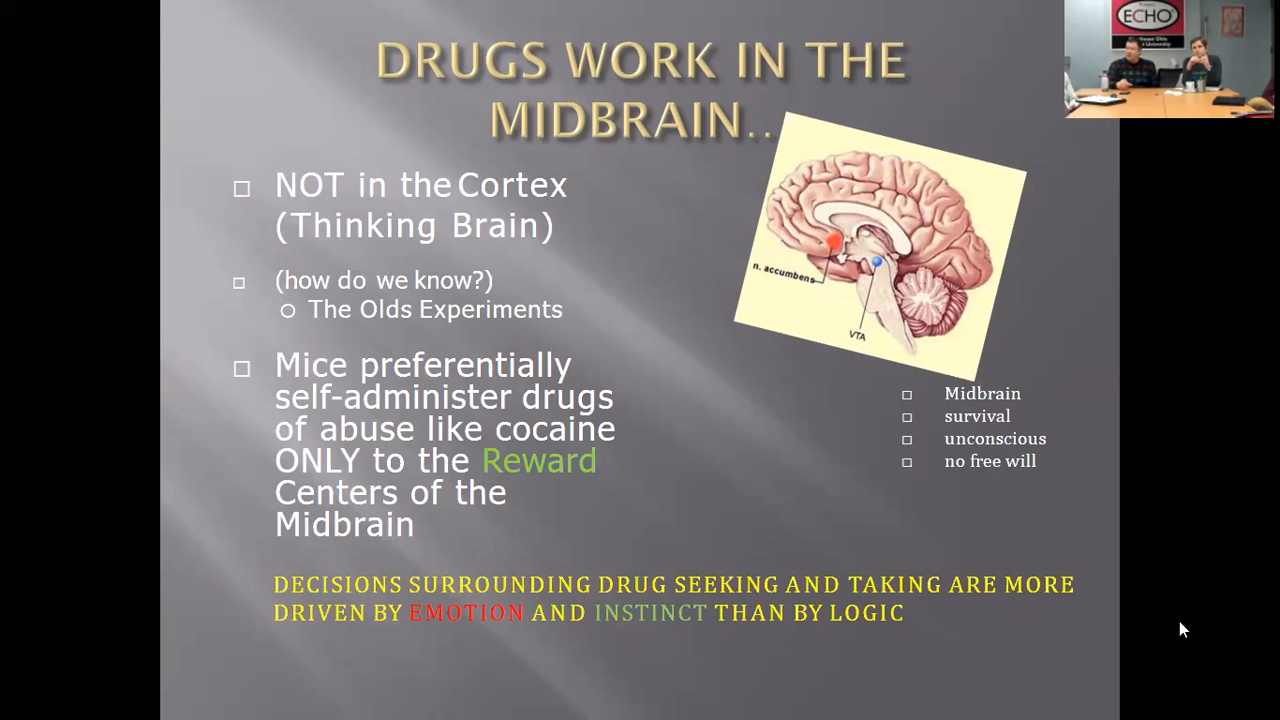 DRUGS WORK IN THE
MIDBRAIN...
NOT in the Cortex
(Thinking Brain)
(how do we know?)
The Olds Experiments
Mice preferentially
self-administer drugs
of abuse like cocaine
ONLY to the Reward
Centers of the
Midbrain
n. accumbens
VTA
Midbrain
survival
unconscious
no free will
DECISIONS SURROUNDING DRUG SEEKING AND TAKING ARE MORE
DRIVEN BY EMOTION AND INSTINCT THAN BY LOGIC
ECHO
University